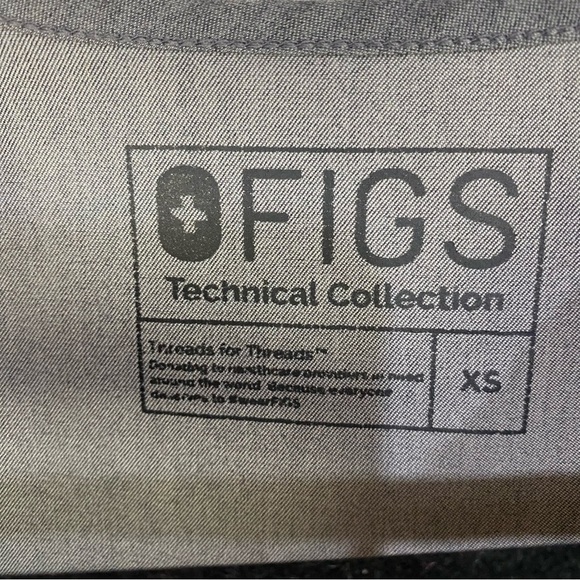 FIGS
Technical Collection
Threads for Threads™
Donating to healthcare providers in need
around the world. Because everyone
deserves to #wearFIGS
XS